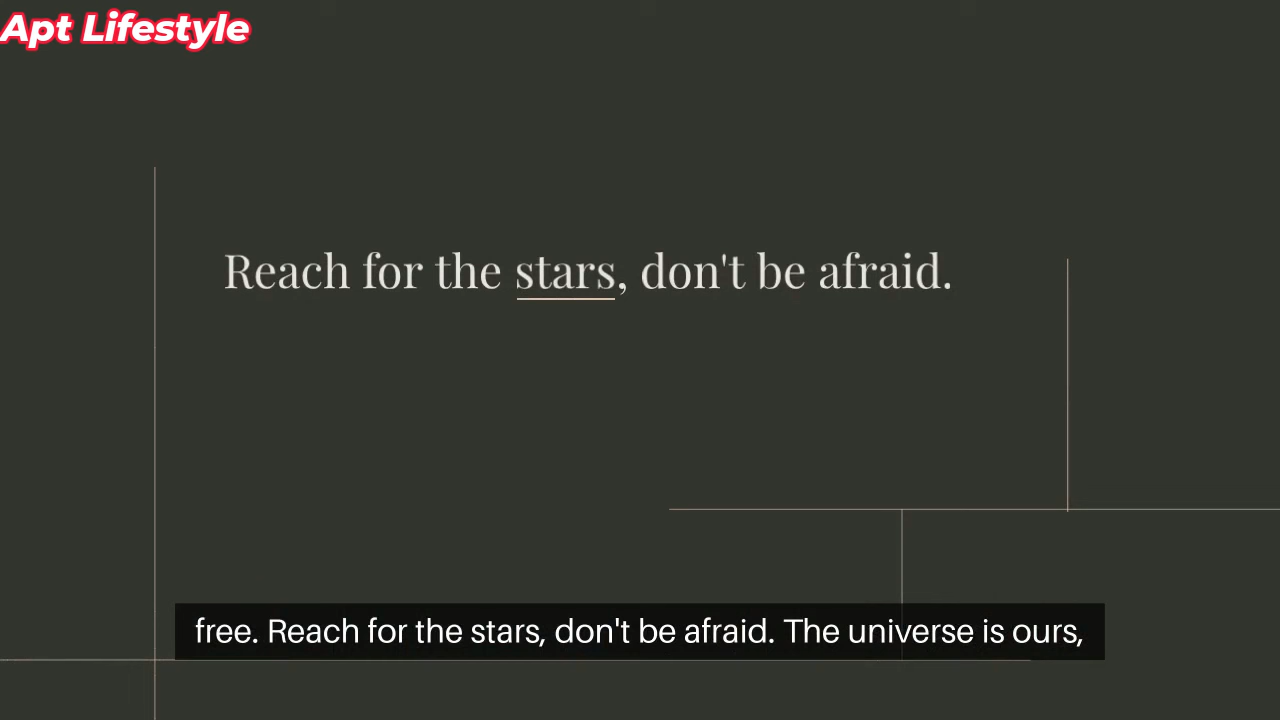 Apt Lifestyle
Reach for the stars, don't be afraid.
free. Reach for the stars, don't be afraid. The universe is ours,